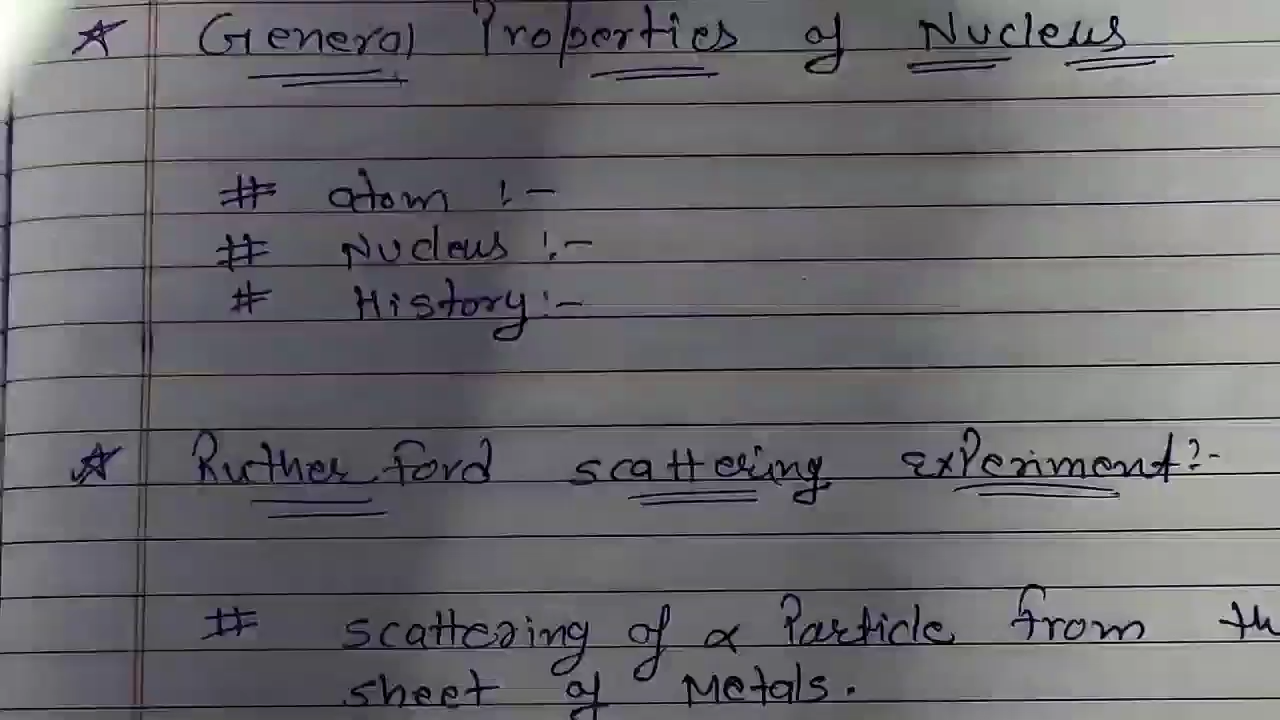 ☆ General Properties of Nucleus
# atom :-
# Nucleus :-
# History :-
☆ Rutherford scattering experiment :-
# scattering of α Particle from
sheet of Metals.